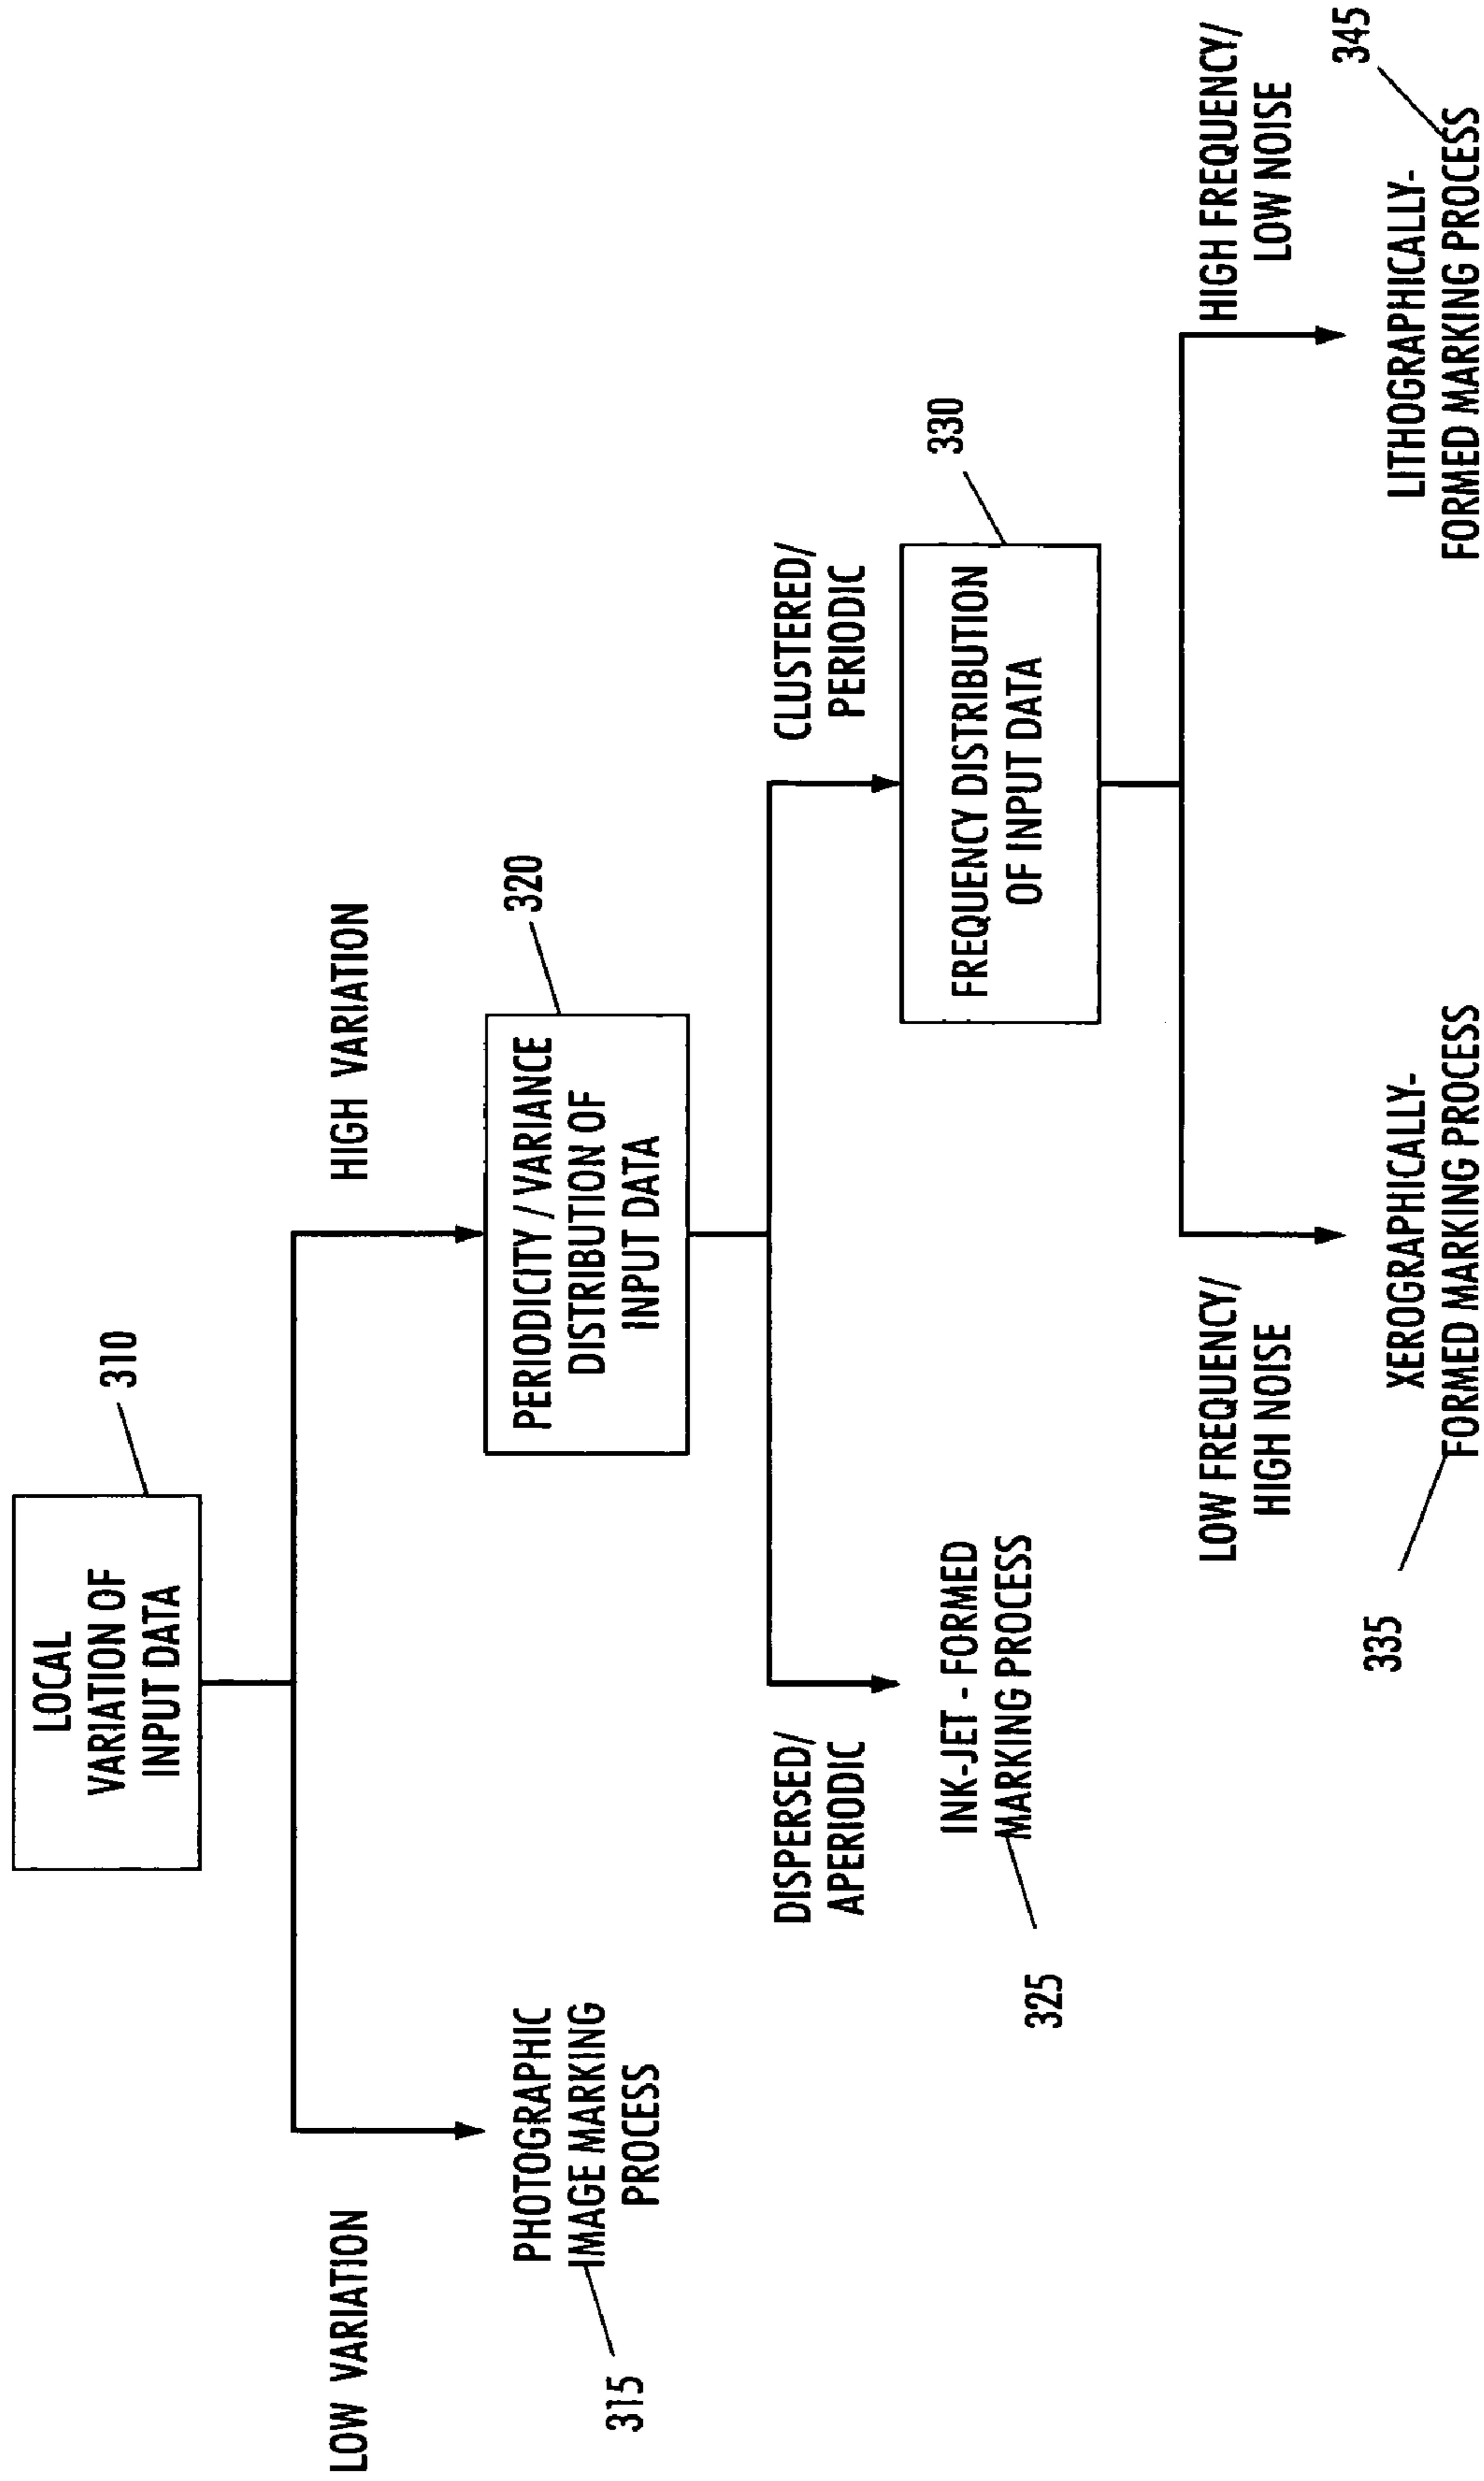 LOCAL
VARIATION OF
INPUT DATA
310
LOW VARIATION
HIGH VARIATION
PHOTOGRAPHIC
IMAGE MARKING
PROCESS
315
PERIODICITY / VARIANCE
DISTRIBUTION OF
INPUT DATA
320
DISPERSED/
APERIODIC
CLUSTERED/
PERIODIC
INK-JET - FORMED
MARKING PROCESS
325
FREQUENCY DISTRIBUTION
OF INPUT DATA
330
LOW FREQUENCY/
HIGH NOISE
HIGH FREQUENCY/
LOW NOISE
335
XEROGRAPHICALLY-
FORMED MARKING PROCESS
345
LITHOGRAPHICALLY-
FORMED MARKING PROCESS